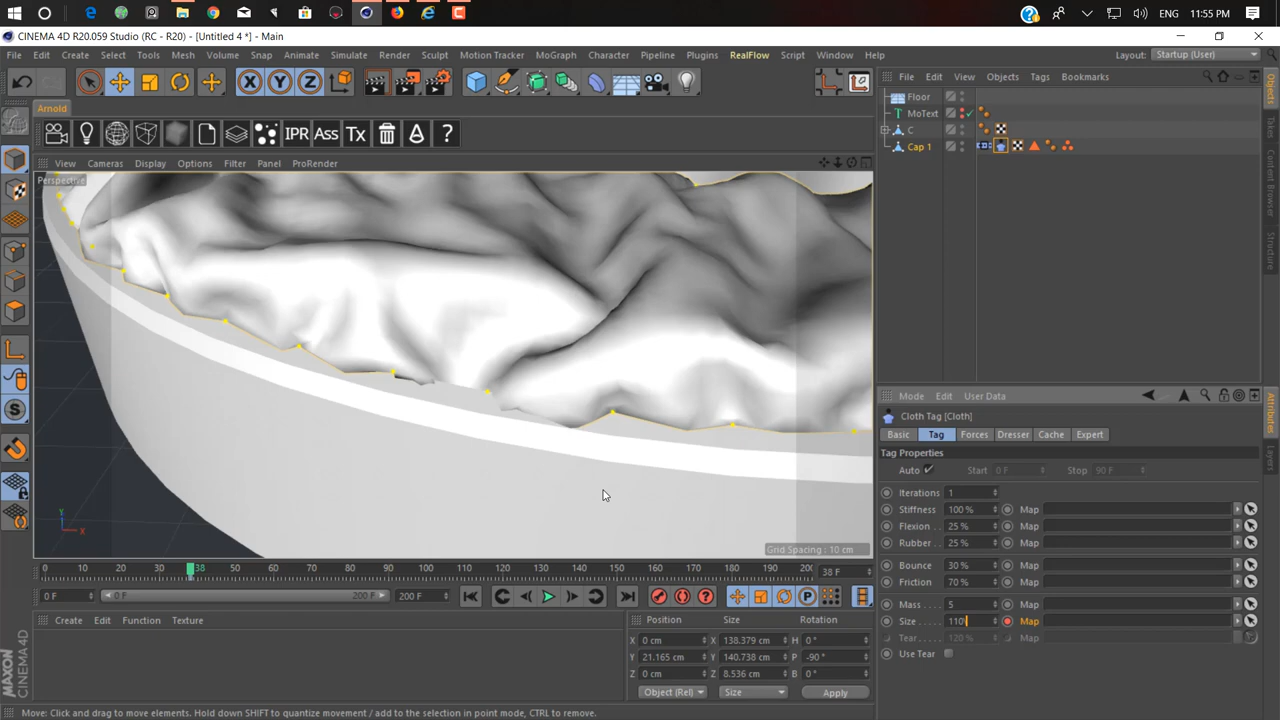 ENG 11:55 PM
CINEMA 4D R20.059 Studio (RC - R20) - [Untitled 4 *] - Main
File Edit Create Select Tools Mesh Volume Snap Animate Simulate Render Sculpt Motion Tracker MoGraph Character Pipeline Plugins RealFlow Script Window Help Layout: Startup (User)
X Y Z
File Edit View Objects Tags Bookmarks
Arnold
IPR Ass Tx ?
Floor
MoText
C
Cap 1
View Cameras Display Options Filter Panel ProRender
Perspective
Grid Spacing : 10 cm
Y
X
Objects
Takes
Content Browser
Structure
Mode Edit User Data
Cloth Tag [Cloth]
Basic Tag Forces Dresser Cache Expert
Tag Properties
Auto Start 0 F Stop 90 F
Iterations 1
Stiffness 100 % Map
Flexion 25 % Map
Rubber 25 % Map
Bounce 30 % Map
Friction 70 % Map
Mass 5 Map
Size 110 Map
Tear 120 % Map
Use Tear
Attributes
Layers
0 10 20 30 38 50 60 70 80 90 100 110 120 130 140 150 160 170 180 190 200 38 F
0 F 0 F 200 F 200 F
Create Edit Function Texture
Position Size Rotation
X 0 cm X 138.379 cm H 0 °
Y 21.165 cm Y 140.738 cm P -90 °
Z 0 cm Z 8.536 cm B 0 °
Object (Rel) Size Apply
MAXON CINEMA 4D
Move: Click and drag to move elements. Hold down SHIFT to quantize movement / add to the selection in point mode, CTRL to remove.